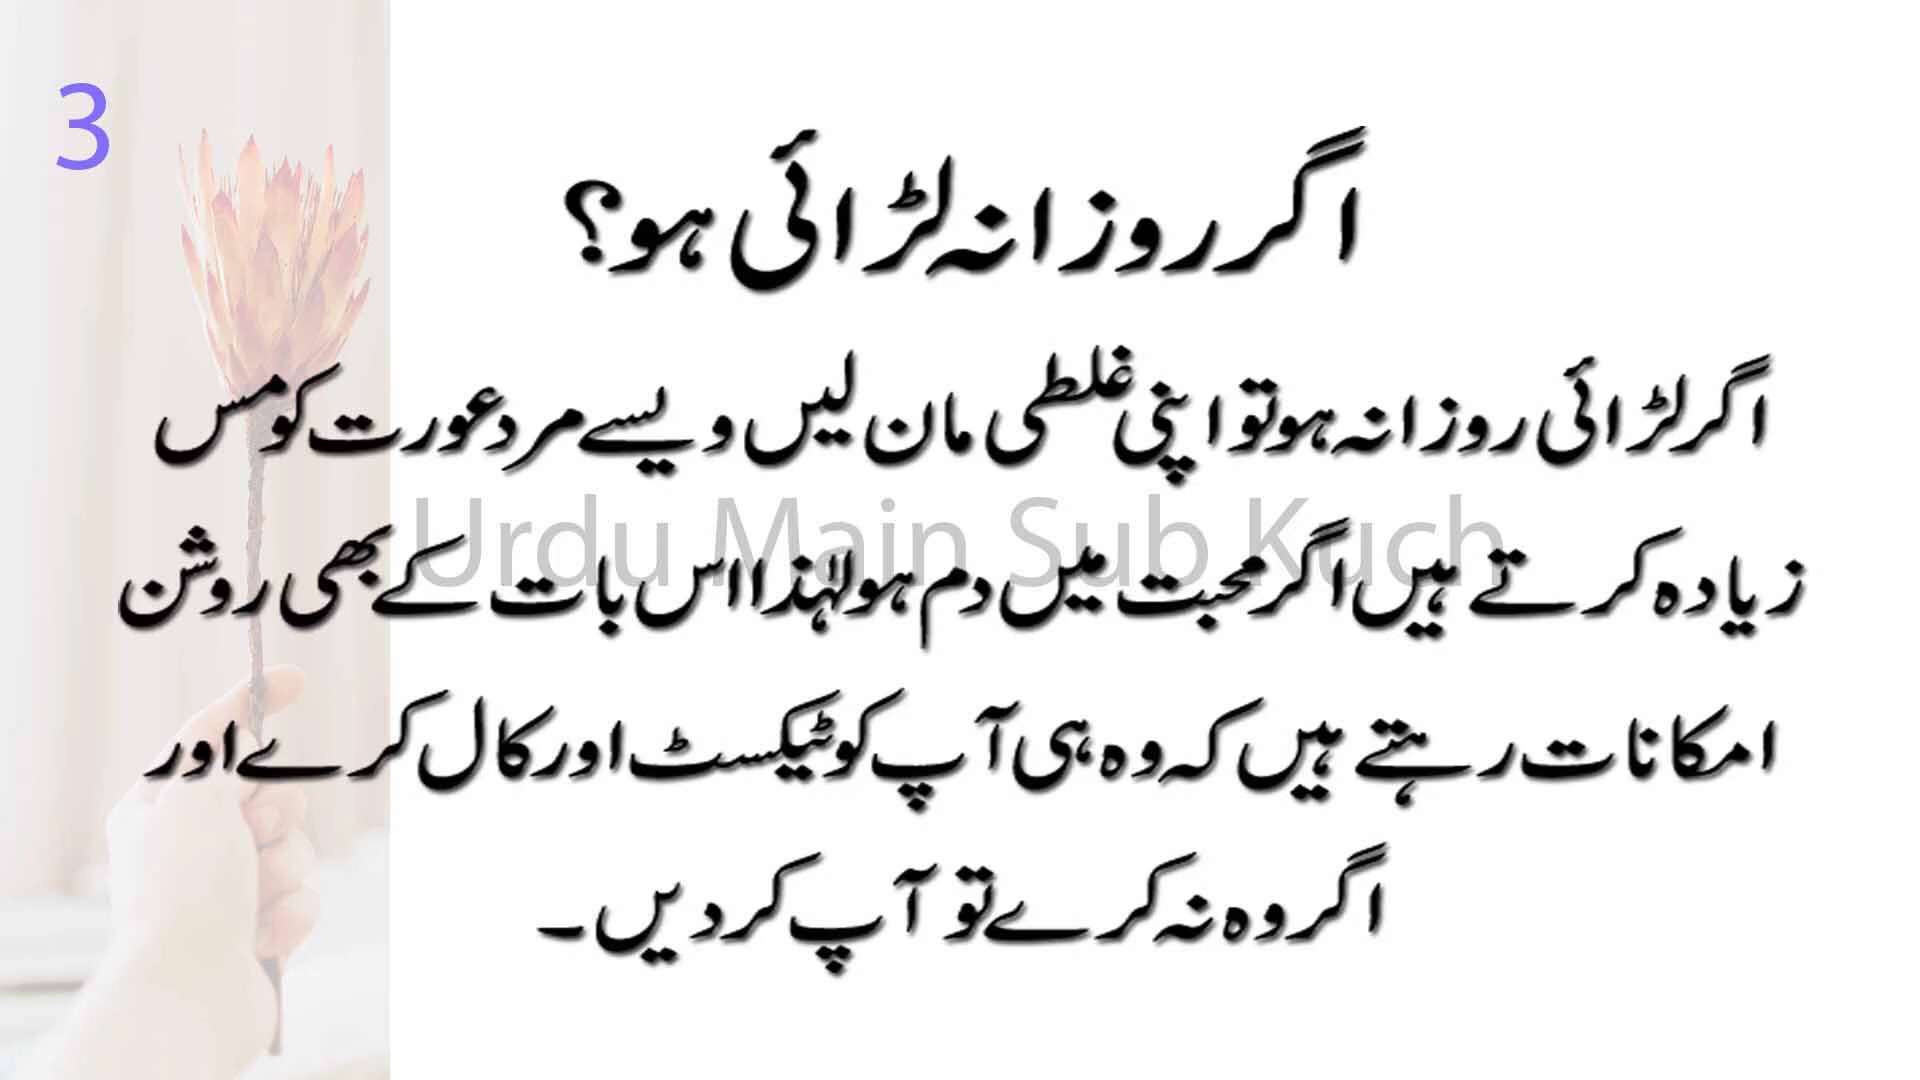 3
اگر روزانہ لڑائی ہو؟
اگر لڑائی روزانہ ہو تو اپنی غلطی مان لیں ویسے مرد عورت کو مس
زیادہ کرتے ہیں اگر محبت میں دم ہو لہٰذا اس بات کے بھی روشن
Urdu Main Sub Kuch
امکانات رہتے ہیں کہ وہ ہی آپ کو ٹیکسٹ اور کال کرے اور
اگر وہ نہ کرے تو آپ کر دیں۔